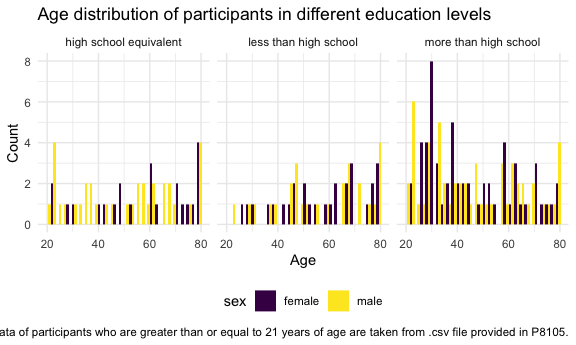 Age distribution of participants in different education levels
high school equivalent less than high school more than high school
8
6
4
2
0
Count
20 40 60 80 20 40 60 80 20 40 60 80
Age
sex female male
of participants who are greater than or equal to 21 years of age are taken from .csv file provided in P8105.